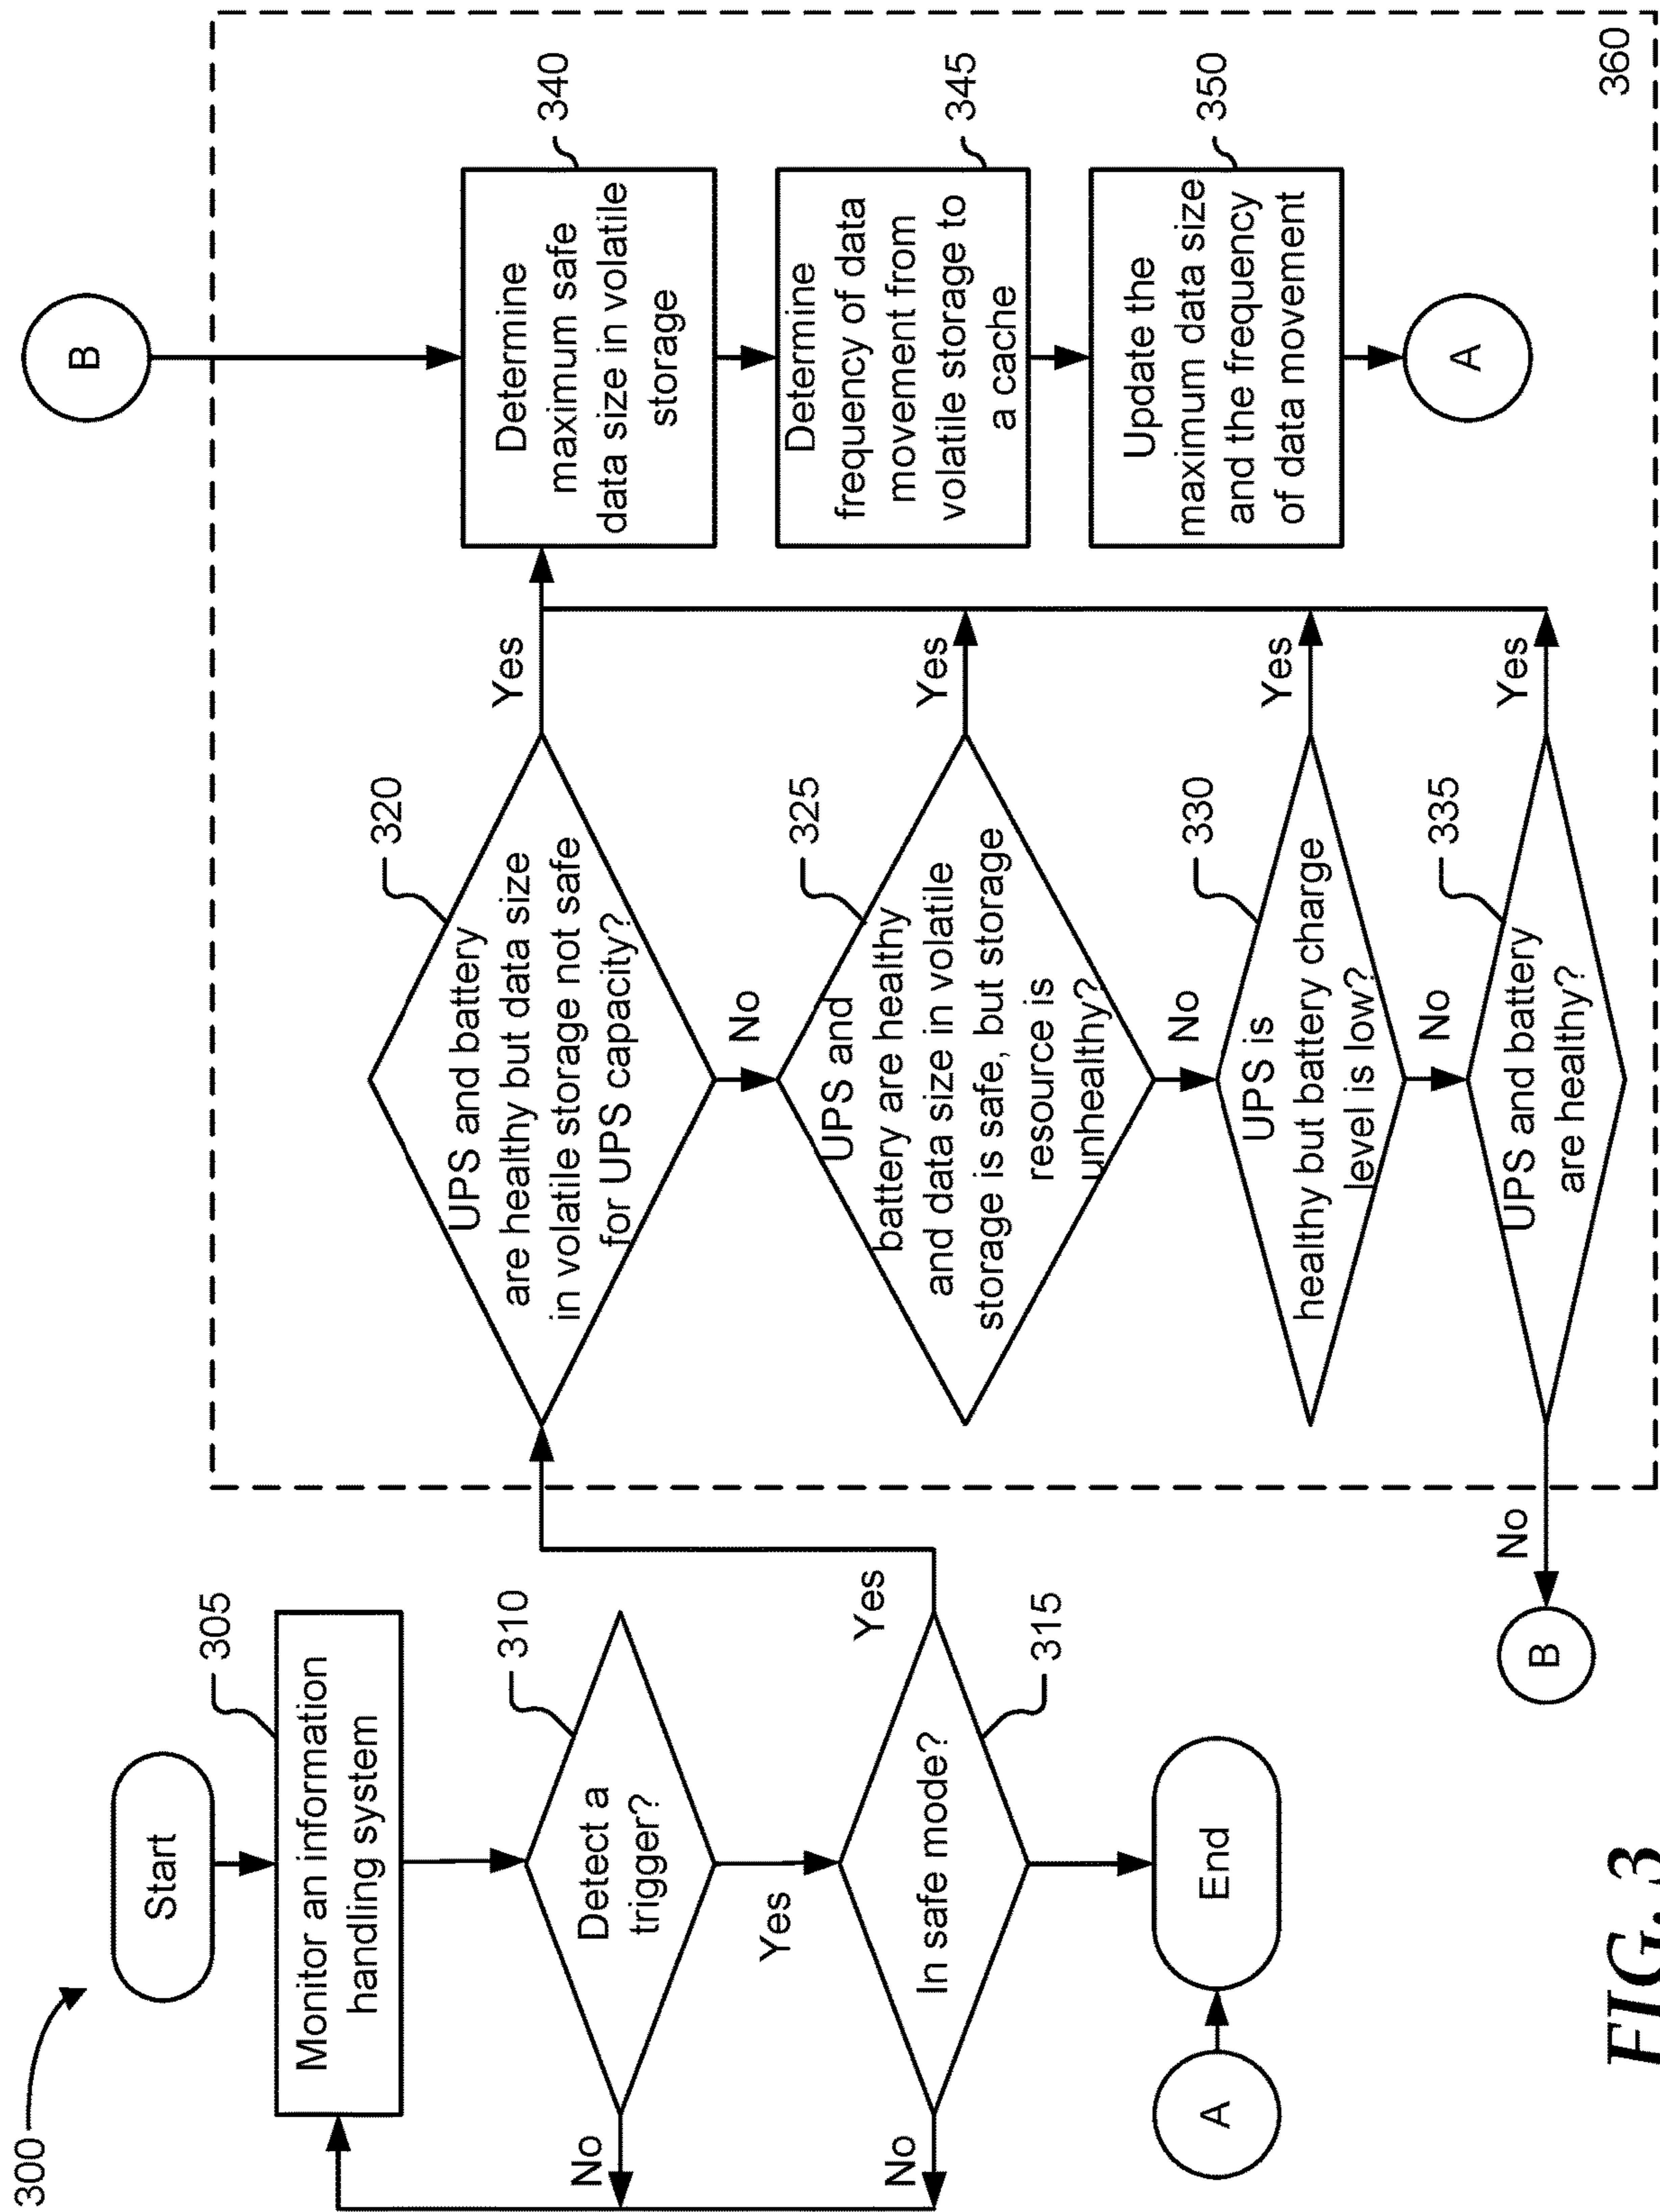 300
Start
305
Monitor an information
handling system
310
Detect a
trigger?
No
Yes
315
In safe mode?
No
Yes
End
A
320
UPS and battery
are healthy but data size
in volatile storage not safe
for UPS capacity?
Yes
No
325
UPS and
battery are healthy
and data size in volatile
storage is safe, but storage
resource is
unhealthy?
Yes
No
330
UPS is
healthy but battery charge
level is low?
Yes
No
335
UPS and battery
are healthy?
Yes
No
B
B
340
Determine
maximum safe
data size in volatile
storage
345
Determine
frequency of data
movement from
volatile storage to
a cache
350
Update the
maximum data size
and the frequency
of data movement
A
360
FIG. 3